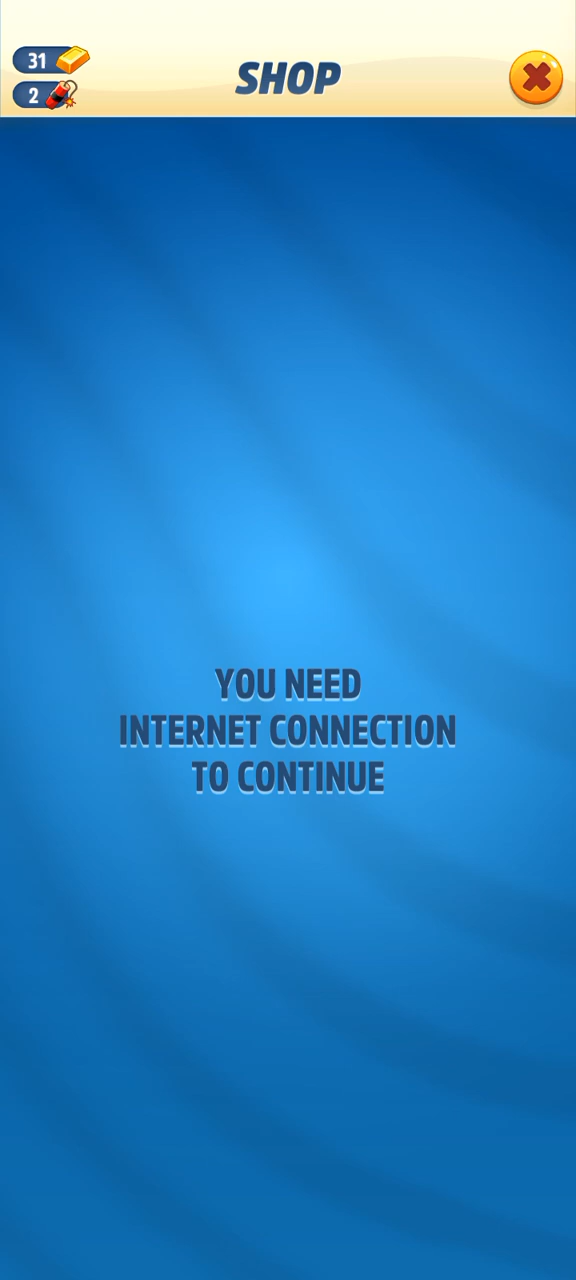 31
SHOP
2
YOU NEED
INTERNET CONNECTION
TO CONTINUE